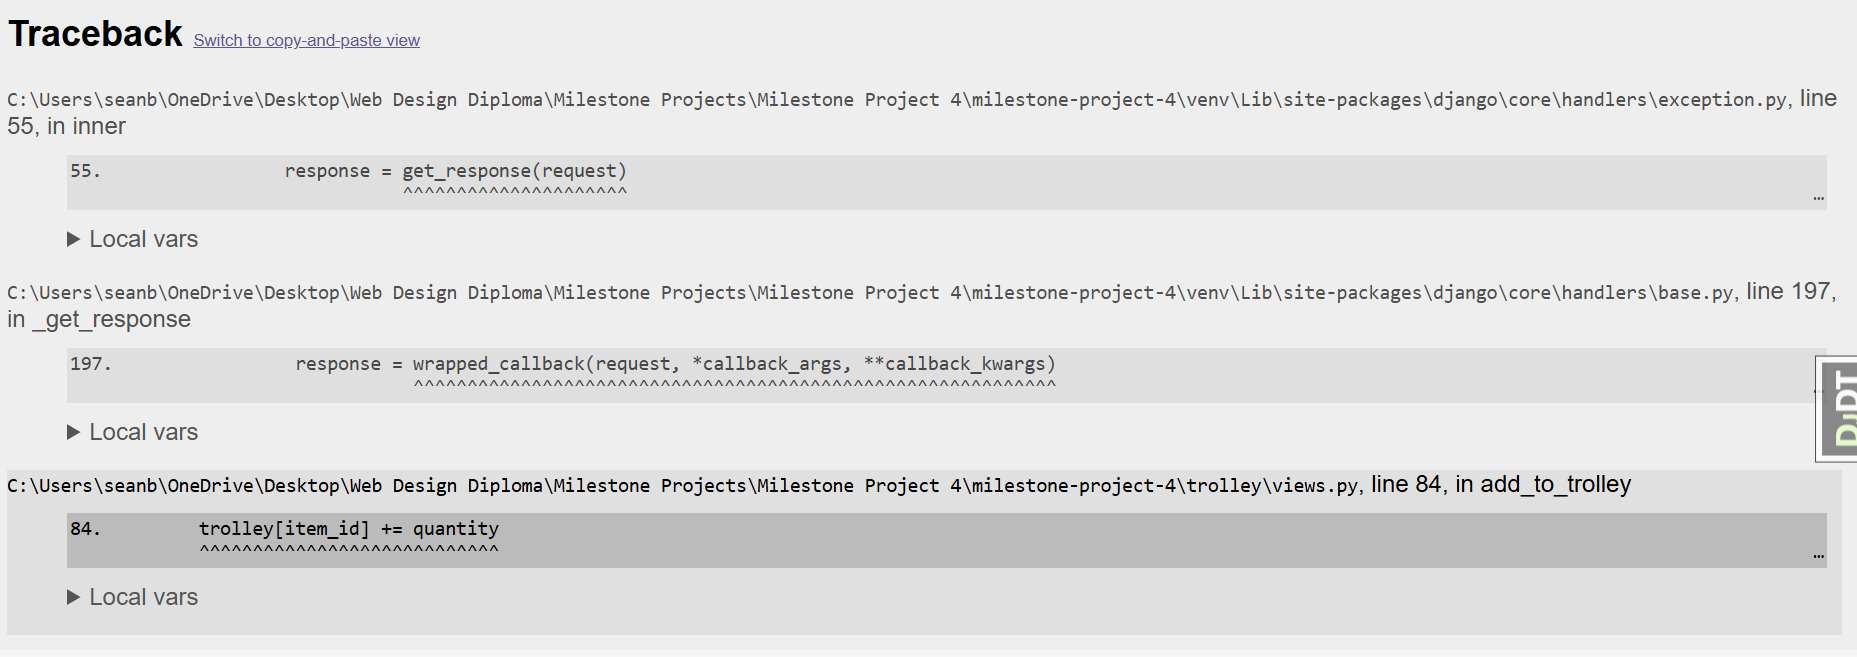 Traceback Switch to copy-and-paste view
C:\Users\seanb\OneDrive\Desktop\Web Design Diploma\Milestone Projects\Milestone Project 4\milestone-project-4\venv\Lib\site-packages\django\core\handlers\exception.py, line
55, in inner
55. response = get_response(request)
^^^^^^^^^^^^^^^^^^^^^
…
▶ Local vars
C:\Users\seanb\OneDrive\Desktop\Web Design Diploma\Milestone Projects\Milestone Project 4\milestone-project-4\venv\Lib\site-packages\django\core\handlers\base.py, line 197,
in _get_response
197. response = wrapped_callback(request, *callback_args, **callback_kwargs)
^^^^^^^^^^^^^^^^^^^^^^^^^^^^^^^^^^^^^^^^^^^^^^^^^^^^^^^^^^^^
DjDT
▶ Local vars
C:\Users\seanb\OneDrive\Desktop\Web Design Diploma\Milestone Projects\Milestone Project 4\milestone-project-4\trolley\views.py, line 84, in add_to_trolley
84. trolley[item_id] += quantity
^^^^^^^^^^^^^^^^^^^^^^^^^^^^
…
▶ Local vars